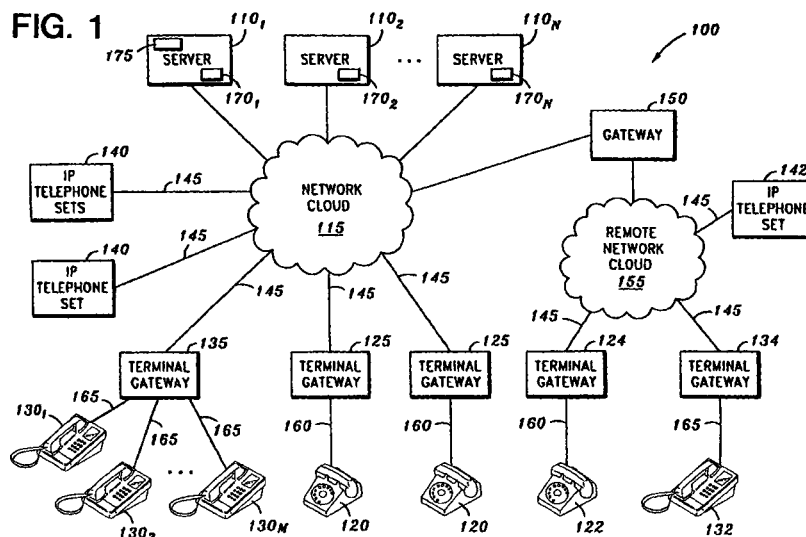 FIG. 1
175
SERVER
110₁
170₁
SERVER
110₂
170₂
...
SERVER
110N
170N
100
150
GATEWAY
140
IP
TELEPHONE
SETS
145
NETWORK
CLOUD
115
142
IP
TELEPHONE
SET
145
REMOTE
NETWORK
CLOUD
155
140
IP
TELEPHONE
SET
145
145
145
145
145
145
135
TERMINAL
GATEWAY
125
TERMINAL
GATEWAY
125
TERMINAL
GATEWAY
124
TERMINAL
GATEWAY
134
TERMINAL
GATEWAY
165
165
165
160
160
160
165
130₁
130₂
...
130M
120
120
122
132